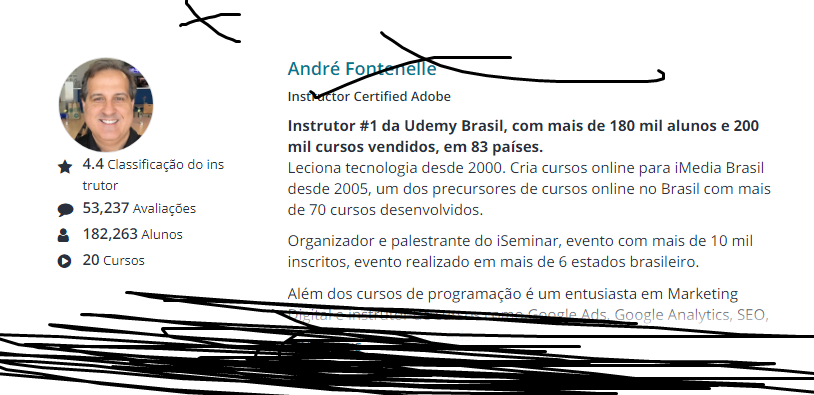 André Fontenelle
Instructor Certified Adobe
Instrutor #1 da Udemy Brasil, com mais de 180 mil alunos e 200
mil cursos vendidos, em 83 países.
Leciona tecnologia desde 2000. Cria cursos online para iMedia Brasil
desde 2005, um dos precursores de cursos online no Brasil com mais
de 70 cursos desenvolvidos.
Organizador e palestrante do iSeminar, evento com mais de 10 mil
inscritos, evento realizado em mais de 6 estados brasileiro.
Além dos cursos de programação é um entusiasta em Marketing
Digital e como Google Ads, Google Analytics, SEO,
4.4 Classificação do ins
trutor
53,237 Avaliações
182,263 Alunos
20 Cursos